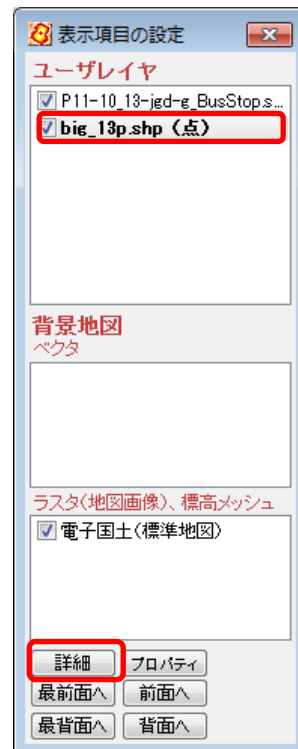 表示項目の設定
ユーザレイヤ
P11-10_13-jgd-g_BusStop.s...
big_13p.shp (点)
背景地図
ベクタ
ラスタ(地図画像)、標高メッシュ
電子国土(標準地図)
詳細 プロパティ
最前面へ 前面へ
最背面へ 背面へ